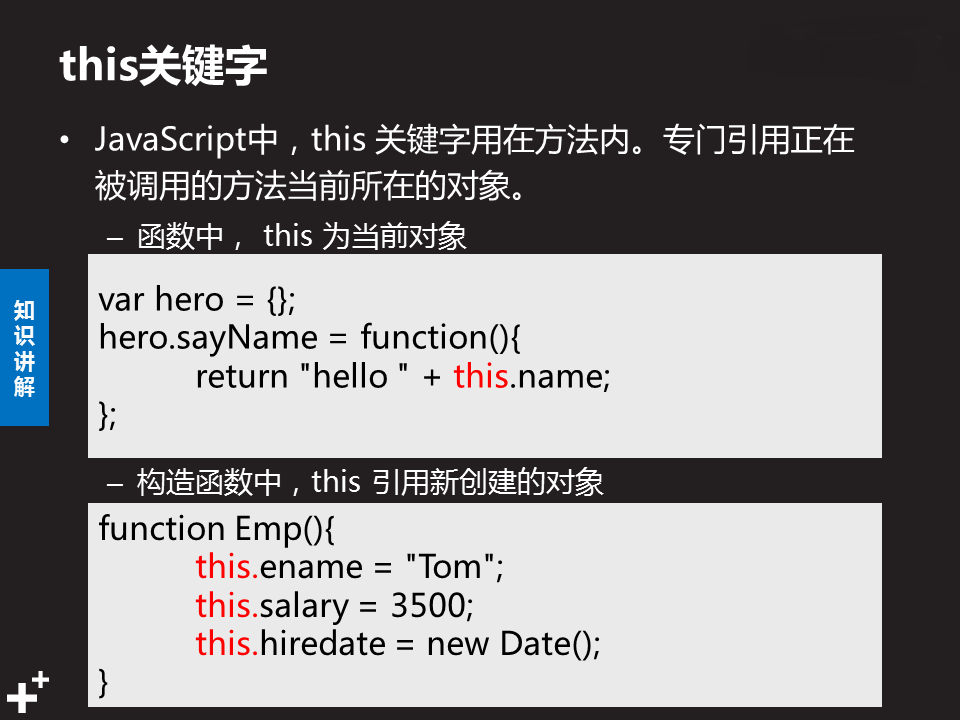 this关键字
• JavaScript中，this 关键字用在方法内。专门引用正在
被调用的方法当前所在的对象。
– 函数中， this 为当前对象
var hero = {};
hero.sayName = function(){
return "hello " + this.name;
};
知识讲解
– 构造函数中，this 引用新创建的对象
function Emp(){
this.ename = "Tom";
this.salary = 3500;
this.hiredate = new Date();
}
++